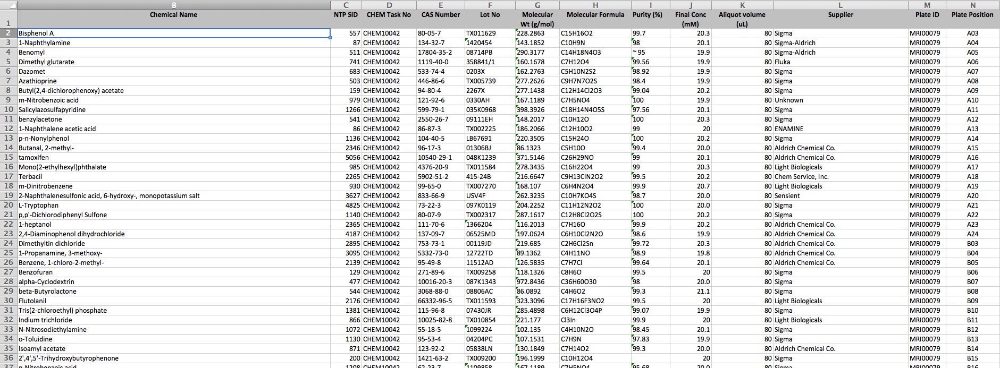 B C D E F G H I J K L M N
1 Chemical Name NTP SID CHEM Task No CAS Number Lot No Molecular Wt (g/mol) Molecular Formula Purity (%) Final Conc (mM) Aliquot volume (uL) Supplier Plate ID Plate Position
2 Bisphenol A 557 CHEM10042 80-05-7 TX011629 228.2863 C15H16O2 99.7 20.3 80 Sigma MRI00079 A03
3 1-Naphthylamine 87 CHEM10042 134-32-7 1420454 143.1852 C10H9N 98 20.1 80 Sigma-Aldrich MRI00079 A04
4 Benomyl 511 CHEM10042 17804-35-2 08714PB 290.3177 C14H18N4O3 ~ 95 19.9 80 Sigma-Aldrich MRI00079 A05
5 Dimethyl glutarate 741 CHEM10042 1119-40-0 358841/1 160.1678 C7H12O4 99.56 19.9 80 Fluka MRI00079 A06
6 Dazomet 683 CHEM10042 533-74-4 0203X 162.2763 C5H10N2S2 98.92 19.9 80 Sigma MRI00079 A07
7 Azathioprine 503 CHEM10042 446-86-6 TX005739 277.2626 C9H7N7O2S 98.4 19.9 80 Sigma MRI00079 A08
8 Butyl(2,4-dichlorophenoxy) acetate 159 CHEM10042 94-80-4 2267X 277.1438 C12H14Cl2O3 99.04 20.2 80 Sigma MRI00079 A09
9 m-Nitrobenzoic acid 979 CHEM10042 121-92-6 0330AH 167.1189 C7H5NO4 100 19.9 80 Unknown MRI00079 A10
10 Salicylazosulfapyridine 1266 CHEM10042 599-79-1 035K0968 398.3926 C18H14N4O5S 97.56 20.1 80 Sigma MRI00079 A11
11 benzylacetone 541 CHEM10042 2550-26-7 09111EH 148.2017 C10H12O 100 20.3 80 Sigma MRI00079 A12
12 1-Naphthalene acetic acid 86 CHEM10042 86-87-3 TX002225 186.2066 C12H10O2 99 20 80 ENAMINE MRI00079 A13
13 p-n-Nonylphenol 1136 CHEM10042 104-40-5 LB67691 220.3505 C15H24O 100 20.2 80 Sigma MRI00079 A14
14 Butanal, 2-methyl- 2346 CHEM10042 96-17-3 01306BJ 86.1323 C5H10O 99.4 20.0 80 Aldrich Chemical Co. MRI00079 A15
15 tamoxifen 5056 CHEM10042 10540-29-1 048K1239 371.5146 C26H29NO 99 20.1 80 Aldrich Chemical Co. MRI00079 A16
16 Mono(2-ethylhexyl)phthalate 985 CHEM10042 4376-20-9 TX011584 278.3435 C16H22O4 99 20.3 80 Light Biologicals MRI00079 A17
17 Terbacil 2265 CHEM10042 5902-51-2 415-24B 216.6647 C9H13ClN2O2 99.5 20.2 80 Chem Service, Inc. MRI00079 A18
18 m-Dinitrobenzene 930 CHEM10042 99-65-0 TX007270 168.107 C6H4N2O4 99.9 20.7 80 Light Biologicals MRI00079 A19
19 2-Naphthalenesulfonic acid, 6-hydroxy-, monopotassium salt 3627 CHEM10042 833-66-9 USV4F 262.3235 C10H7KO4S 98.7 20.0 80 Sensient MRI00079 A20
20 L-Tryptophan 4825 CHEM10042 73-22-3 097K0119 204.2252 C11H12N2O2 100 20.0 80 Sigma MRI00079 A21
21 p,p'-Dichlorodiphenyl Sulfone 1140 CHEM10042 80-07-9 TX002317 287.1617 C12H8Cl2O2S 100 20.2 80 Sigma MRI00079 A22
22 1-heptanol 2365 CHEM10042 111-70-6 1366204 116.2013 C7H16O 99.9 20.2 80 Aldrich Chemical Co. MRI00079 A23
23 2,4-Diaminophenol dihydrochloride 4187 CHEM10042 137-09-7 06525MD 197.0624 C6H10Cl2N2O 98.6 19.9 80 Aldrich Chemical Co. MRI00079 A24
24 Dimethyltin dichloride 2895 CHEM10042 753-73-1 00119JD 219.685 C2H6Cl2Sn 99.72 20.3 80 Aldrich Chemical Co. MRI00079 B03
25 1-Propanamine, 3-methoxy- 3095 CHEM10042 5332-73-0 12722TD 89.1362 C4H11NO 98.9 19.8 80 Aldrich Chemical Co. MRI00079 B04
26 Benzene, 1-chloro-2-methyl- 2139 CHEM10042 95-49-8 11512AD 126.5835 C7H7Cl 99.64 20.1 80 Aldrich Chemical Co. MRI00079 B05
27 Benzofuran 129 CHEM10042 271-89-6 TX009258 118.1326 C8H6O 99.5 20 80 Sigma MRI00079 B06
28 alpha-Cyclodextrin 477 CHEM10042 10016-20-3 087K1343 972.8436 C36H60O30 98 20.0 80 Sigma MRI00079 B07
29 beta-Butyrolactone 544 CHEM10042 3068-88-0 08806AC 86.0892 C4H6O2 99.3 21.1 80 Sigma MRI00079 B08
30 Flutolanil 2176 CHEM10042 66332-96-5 TX011593 323.3096 C17H16F3NO2 99.5 20 80 Light Biologicals MRI00079 B09
31 Tris(2-chloroethyl) phosphate 1381 CHEM10042 115-96-8 07430JR 285.4898 C6H12Cl3O4P 99.07 19.9 80 Sigma MRI00079 B10
32 Indium trichloride 866 CHEM10042 10025-82-8 TX010854 221.177 Cl3In 99.9 20 80 Light Biologicals MRI00079 B11
33 N-Nitrosodiethylamine 1072 CHEM10042 55-18-5 1099224 102.135 C4H10N2O 98.45 20.1 80 Sigma MRI00079 B12
34 o-Toluidine 1130 CHEM10042 95-53-4 04204PC 107.1531 C7H9N 97.83 19.9 80 Sigma MRI00079 B13
35 Isoamyl acetate 871 CHEM10042 123-92-2 05838LN 130.1849 C7H14O2 99.3 20.0 80 Aldrich Chemical Co. MRI00079 B14
36 2',4',5'-Trihydroxybutyrophenone 200 CHEM10042 1421-63-2 TX009200 196.1999 C10H12O4 20 80 Sigma MRI00079 B15
37 p-Nitrobenzoic acid 1208 CHEM10042 62-23-7 1109858 167.1189 C7H5NO4 95.68 20.0 80 Sigma MRI00079 B16